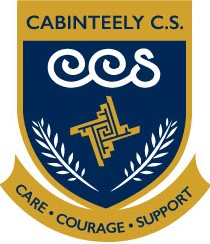 CABINTEELY C.S.
CCS
CARE • COURAGE • SUPPORT